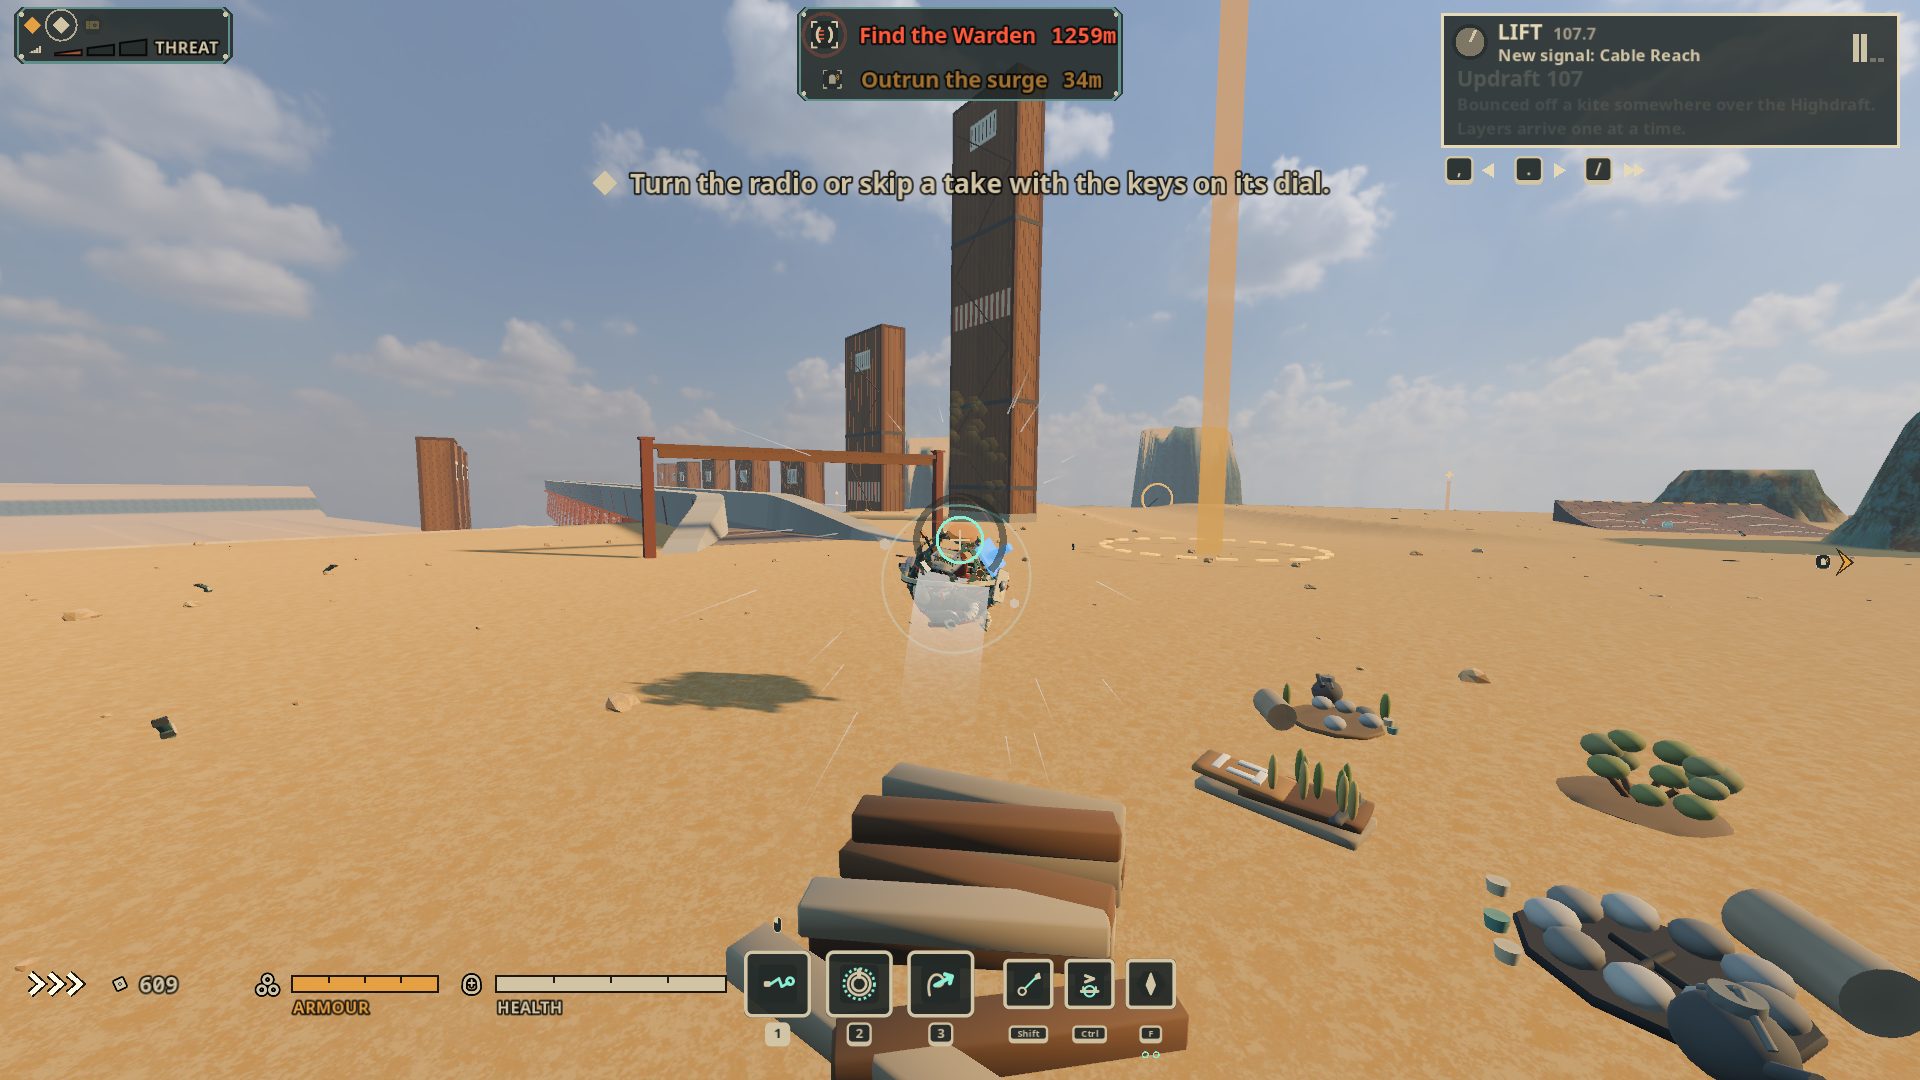 THREAT
Find the Warden 1259m
Outrun the surge 34m
LIFT 107.7
New signal: Cable Reach
Updraft 107
Bounced off a kite somewhere over the Highdraft.
Layers arrive one at a time.
, . /
Turn the radio or skip a take with the keys on its dial.
609
ARMOUR
HEALTH
1 2 3 Shift Ctrl F